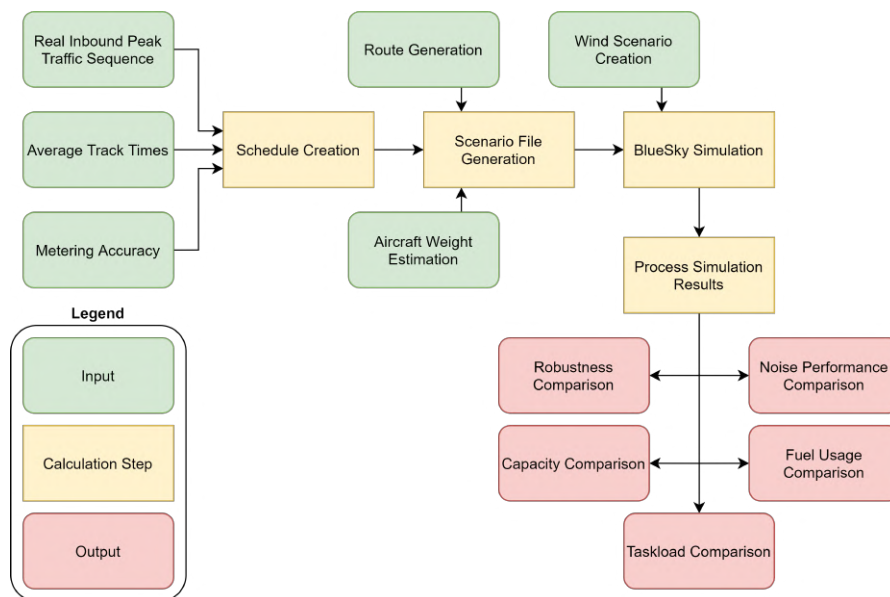 Real Inbound Peak
Traffic Sequence
Route Generation
Wind Scenario
Creation
Average Track Times
Schedule Creation
Scenario File
Generation
BlueSky Simulation
Metering Accuracy
Aircraft Weight
Estimation
Process Simulation
Results
Legend
Input
Calculation Step
Output
Robustness
Comparison
Noise Performance
Comparison
Capacity Comparison
Fuel Usage
Comparison
Taskload Comparison